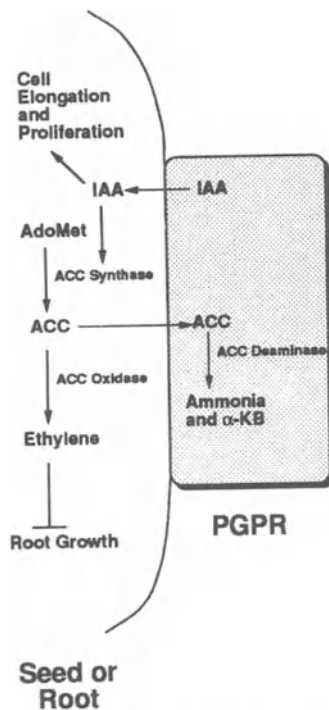 Cell
Elongation
and
Proliferation
IAA
IAA
AdoMet
ACC Synthase
ACC
ACC
ACC Oxidase
ACC Deaminase
Ammonia
and α-KB
Ethylene
Root Growth
PGPR
Seed or
Root